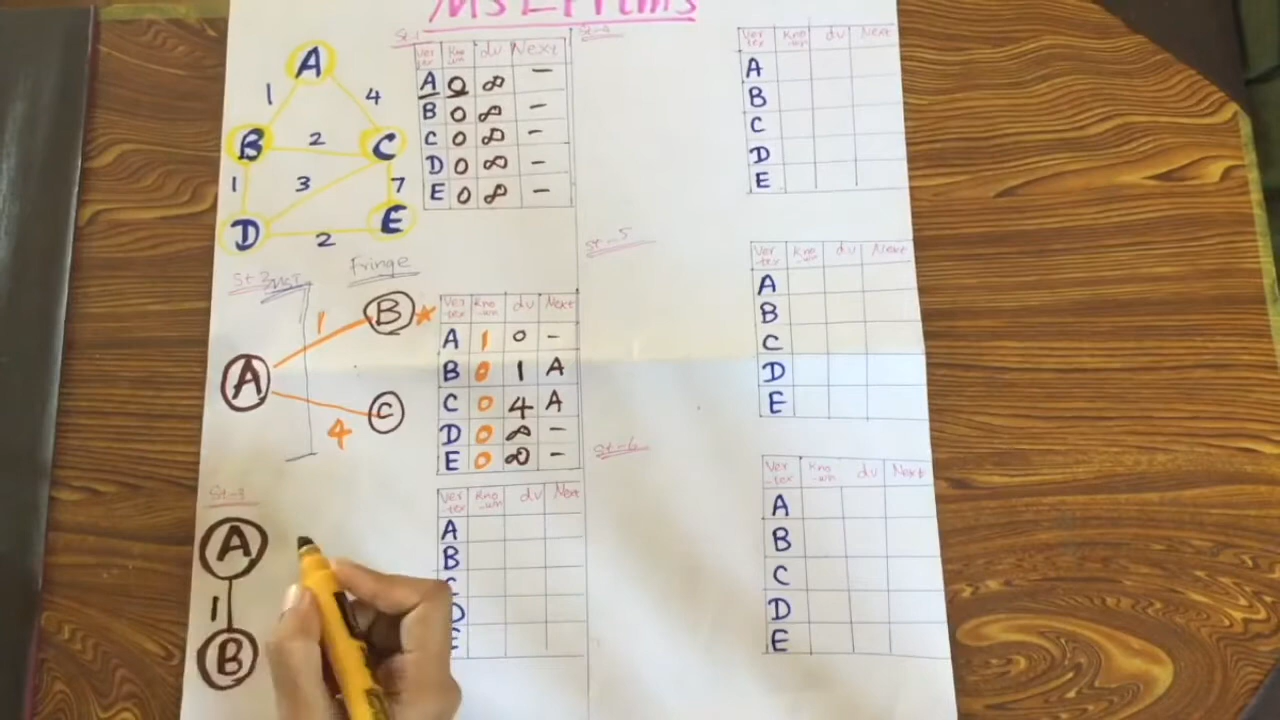 MST Prims
St-1
A
1 4
B 2 C
1 3 7
D 2 E
Ver-tex Kno-wn dv Next
A 0 ∞ -
B 0 ∞ -
C 0 ∞ -
D 0 ∞ -
E 0 ∞ -
St-2 MST Fringe
A 1 B
4 C
Ver-tex Kno-wn dv Next
A 1 0 -
B 0 1 A
C 0 4 A
D 0 ∞ -
E 0 ∞ -
St-3
A
1
B
Ver-tex Kno-wn dv Next
A
B
D
St-4
Ver-tex Kno-wn dv Next
A
B
C
D
E
St-5
Ver-tex Kno-wn dv Next
A
B
C
D
E
St-6
Ver-tex Kno-wn dv Next
A
B
C
D
E